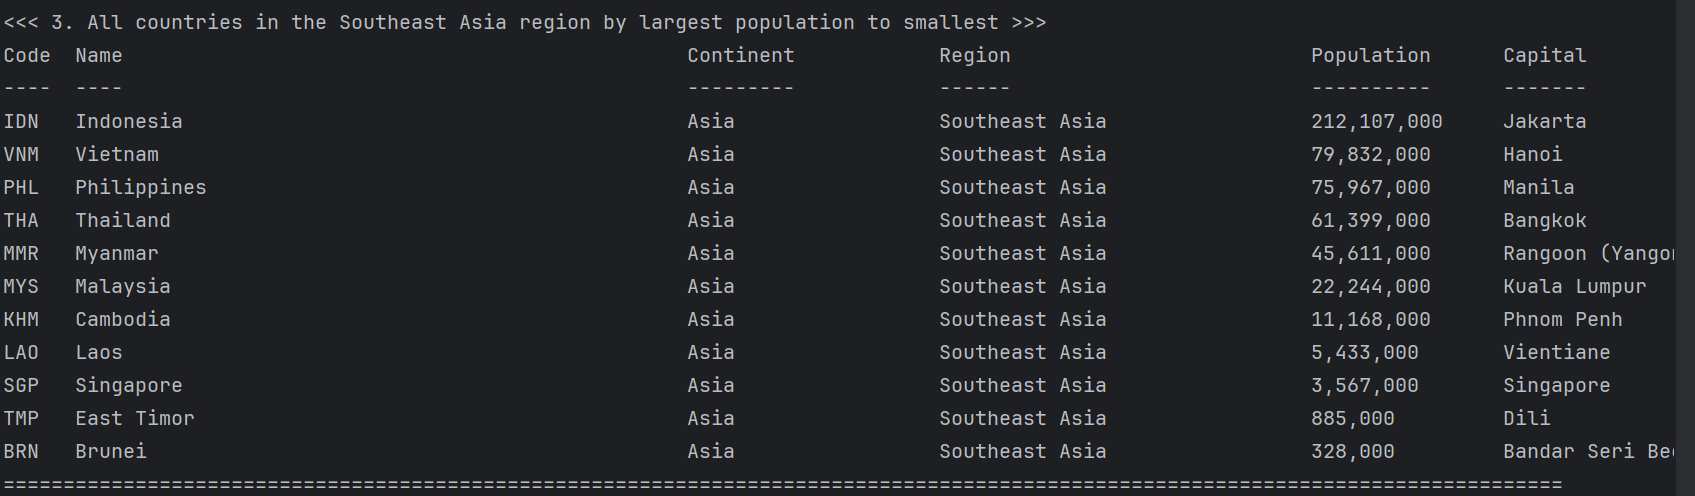 <<< 3. All countries in the Southeast Asia region by largest population to smallest >>>
Code  Name                                               Continent            Region                         Population      Capital
----  ----                                               ---------            ------                         ----------      -------
IDN   Indonesia                                          Asia                 Southeast Asia                 212,107,000     Jakarta
VNM   Vietnam                                            Asia                 Southeast Asia                 79,832,000      Hanoi
PHL   Philippines                                        Asia                 Southeast Asia                 75,967,000      Manila
THA   Thailand                                           Asia                 Southeast Asia                 61,399,000      Bangkok
MMR   Myanmar                                            Asia                 Southeast Asia                 45,611,000      Rangoon (Yangon
MYS   Malaysia                                           Asia                 Southeast Asia                 22,244,000      Kuala Lumpur
KHM   Cambodia                                           Asia                 Southeast Asia                 11,168,000      Phnom Penh
LAO   Laos                                               Asia                 Southeast Asia                 5,433,000       Vientiane
SGP   Singapore                                          Asia                 Southeast Asia                 3,567,000       Singapore
TMP   East Timor                                         Asia                 Southeast Asia                 885,000         Dili
BRN   Brunei                                             Asia                 Southeast Asia                 328,000         Bandar Seri
==================================================================================================================================